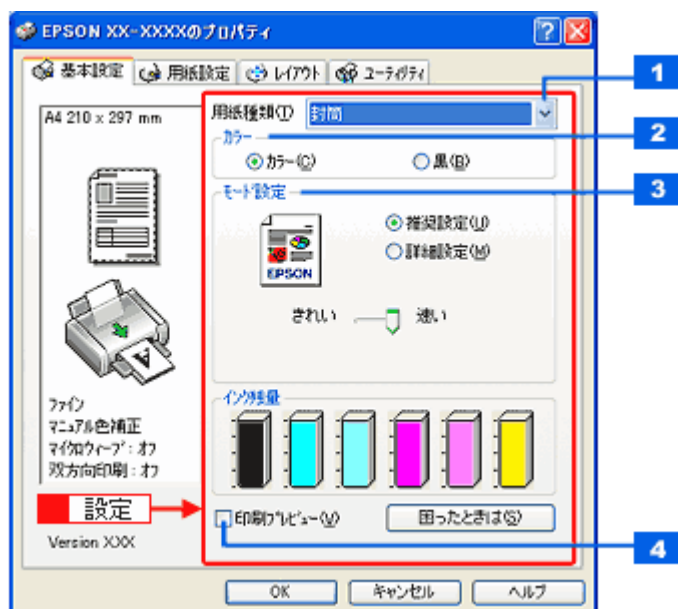 EPSON XX-XXXXのプロパティ
基本設定
用紙設定
レイアウト
ユーティリティ
1
A4 210 x 297 mm
用紙種類(T)
封筒
カラー
2
カラー(C)
黒(B)
モード設定
3
推奨設定(U)
詳細設定(M)
EPSON
きれい
速い
ファイン
マニュアル色補正
マイクロウィーブ：オフ
双方向印刷：オフ
インク残量
設定
印刷プレビュー(V)
困ったときは(S)
Version XXX
4
OK
キャンセル
ヘルプ